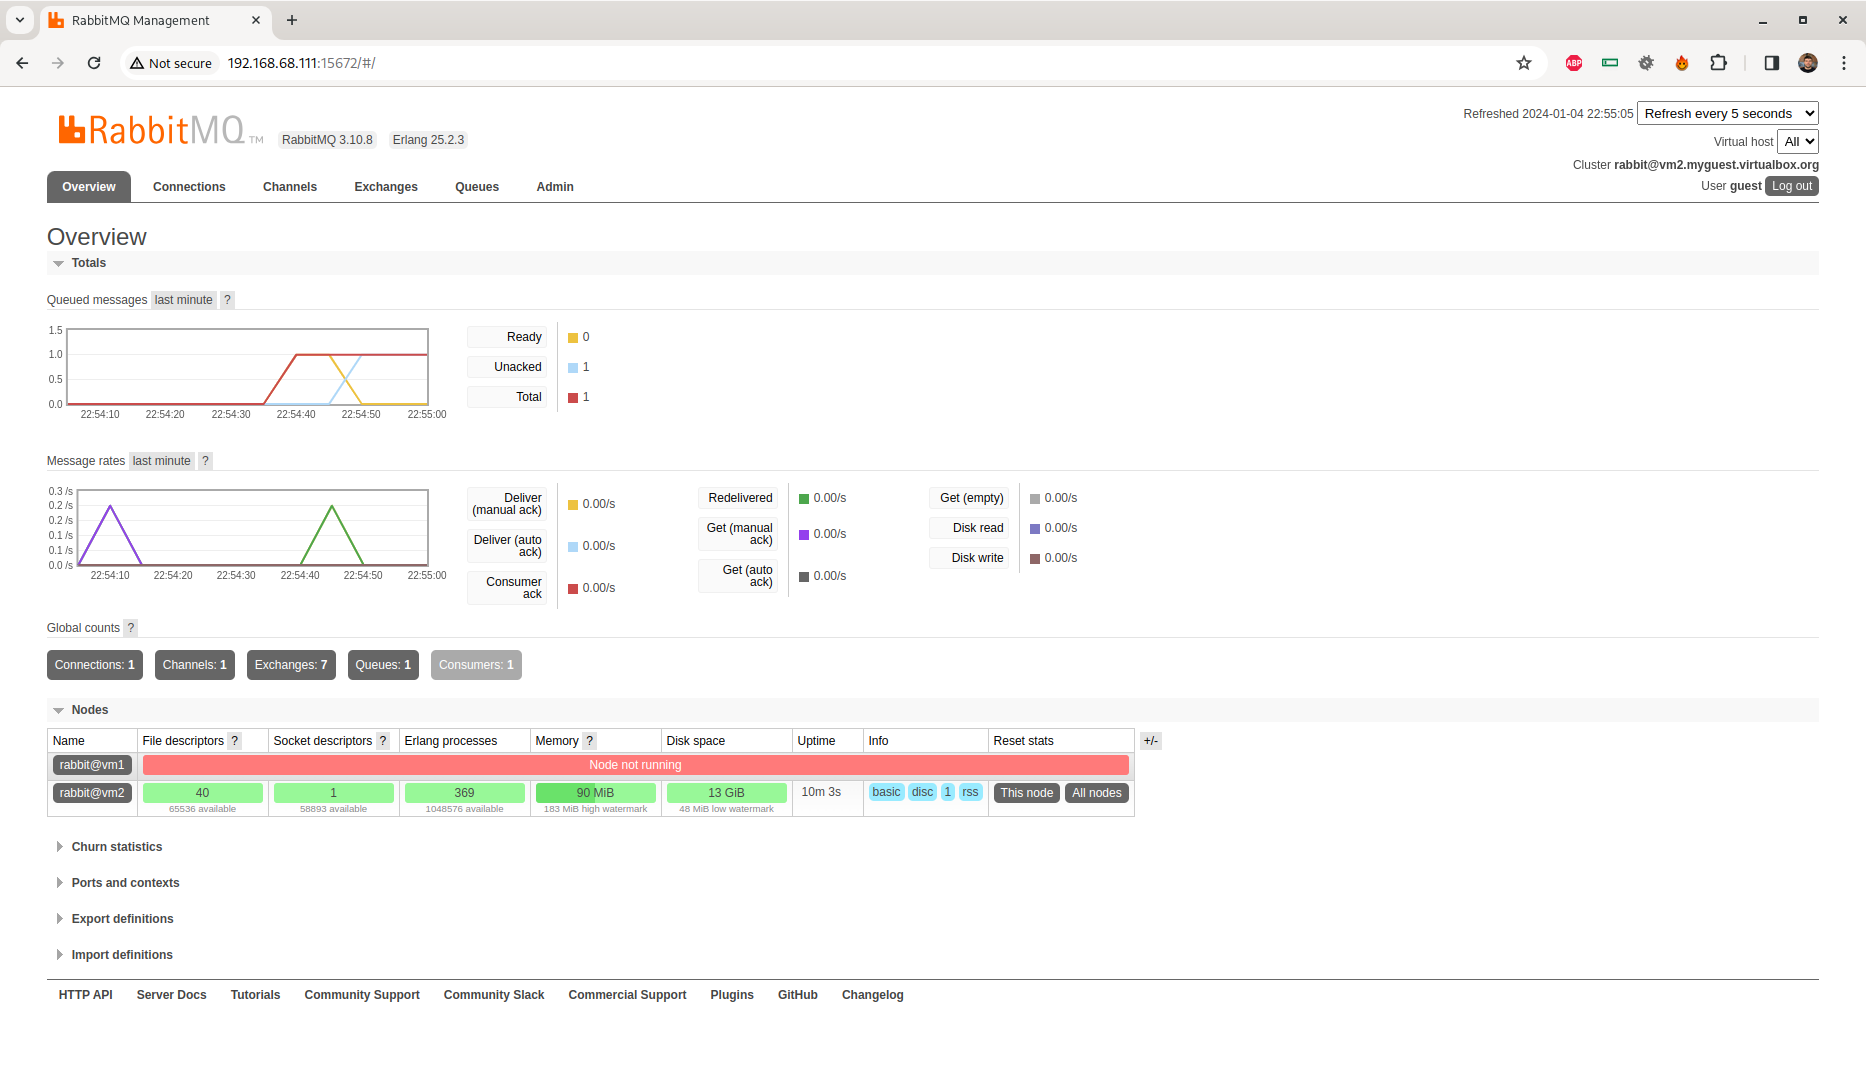 RabbitMQ Management
Not secure 192.168.68.111:15672/#/
ABP
RabbitMQ TM RabbitMQ 3.10.8 Erlang 25.2.3
Refreshed 2024-01-04 22:55:05 Refresh every 5 seconds
Virtual host All
Cluster rabbit@vm2.myguest.virtualbox.org
User guest Log out
Overview Connections Channels Exchanges Queues Admin
Overview
Totals
Queued messages last minute ?
1.5
1.0
0.5
0.0
22:54:10 22:54:20 22:54:30 22:54:40 22:54:50 22:55:00
Ready 0
Unacked 1
Total 1
Message rates last minute ?
0.3 /s
0.2 /s
0.2 /s
0.1 /s
0.1 /s
0.0 /s
22:54:10 22:54:20 22:54:30 22:54:40 22:54:50 22:55:00
Deliver
(manual ack) 0.00/s
Deliver (auto
ack) 0.00/s
Consumer
ack 0.00/s
Redelivered 0.00/s
Get (manual
ack) 0.00/s
Get (auto
ack) 0.00/s
Get (empty) 0.00/s
Disk read 0.00/s
Disk write 0.00/s
Global counts ?
Connections: 1 Channels: 1 Exchanges: 7 Queues: 1 Consumers: 1
Nodes
Name File descriptors ? Socket descriptors ? Erlang processes Memory ? Disk space Uptime Info Reset stats +/-
rabbit@vm1 Node not running
rabbit@vm2 40 1 369 90 MiB 13 GiB 10m 3s basic disc 1 rss This node All nodes
65536 available 58893 available 1048576 available 183 MiB high watermark 48 MiB low watermark
Churn statistics
Ports and contexts
Export definitions
Import definitions
HTTP API Server Docs Tutorials Community Support Community Slack Commercial Support Plugins GitHub Changelog